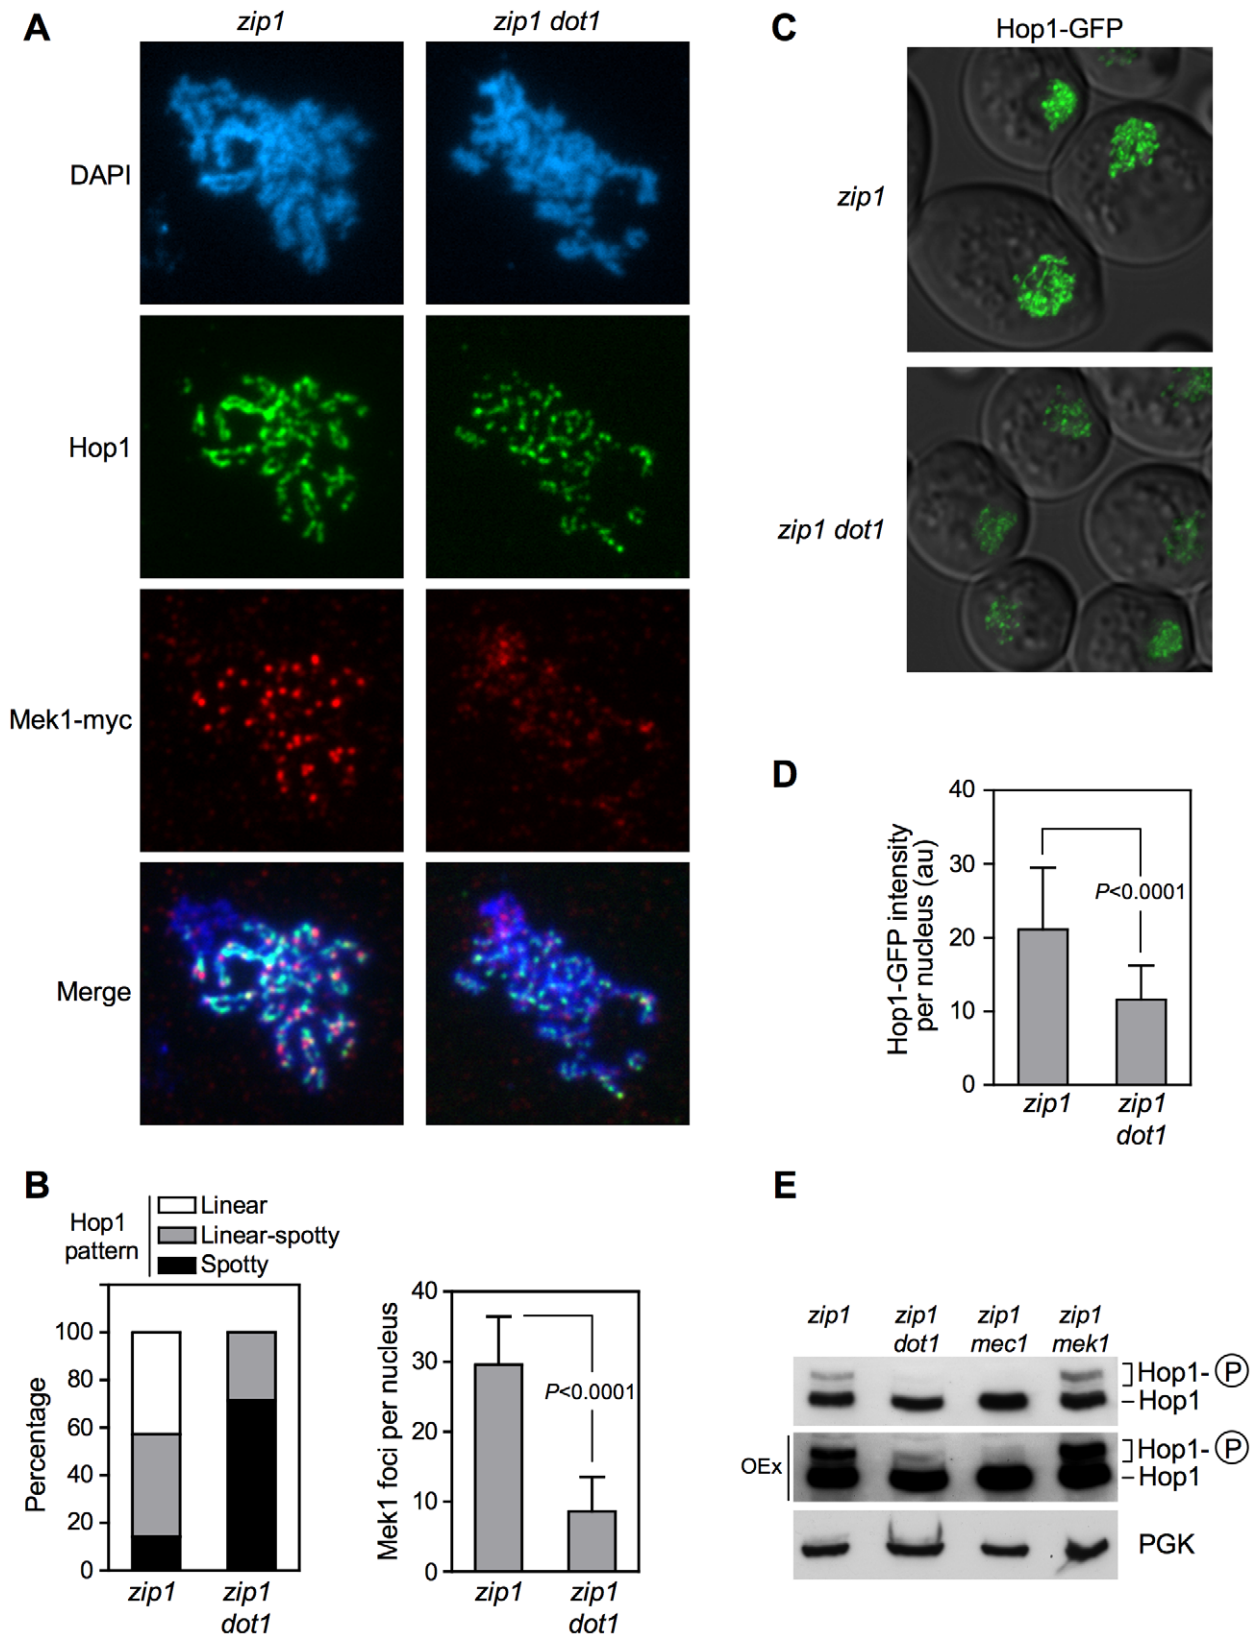 A
zip1
zip1 dot1
DAPI
Hop1
Mek1-myc
Merge
B
Hop1 pattern
Linear
Linear-spotty
Spotty
Percentage
100
80
60
40
20
0
zip1
zip1
dot1
Mek1 foci per nucleus
40
30
20
10
0
P<0.0001
zip1
zip1
dot1
C
Hop1-GFP
zip1
zip1 dot1
D
Hop1-GFP intensity
per nucleus (au)
40
30
20
10
0
P<0.0001
zip1
zip1
dot1
E
zip1
zip1
dot1
zip1
mec1
zip1
mek1
Hop1-P
Hop1
OEx
Hop1-P
Hop1
PGK